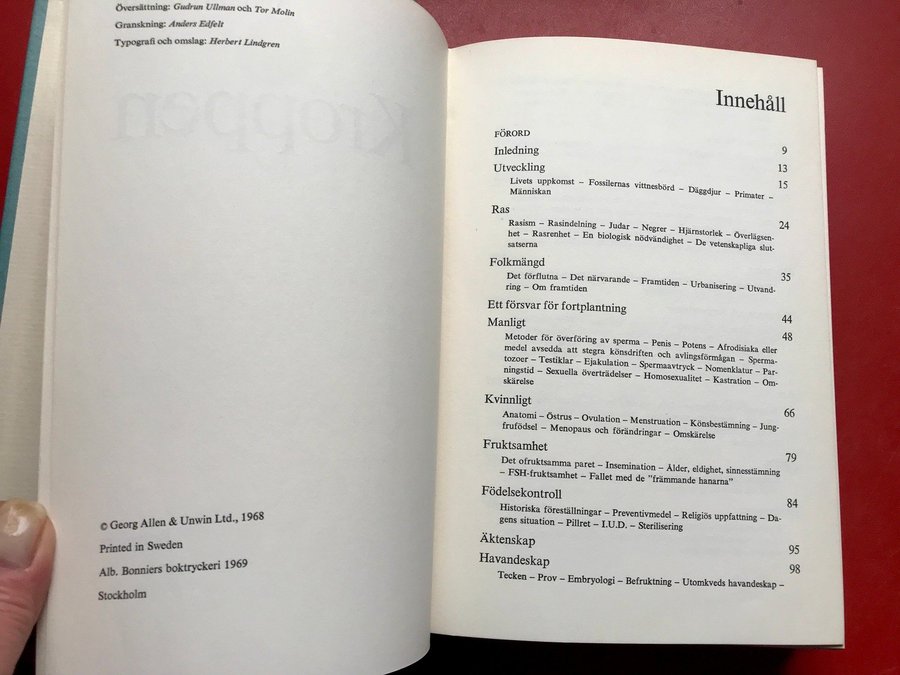 Översättning: Gudrun Ullman och Tor Molin
Granskning: Anders Edfelt
Typografi och omslag: Herbert Lindgren
Kroppen
© Georg Allen & Unwin Ltd., 1968
Printed in Sweden
Alb. Bonniers boktryckeri 1969
Stockholm
Innehåll
FÖRORD
Inledning 9
Utveckling 13
Livets uppkomst – Fossilernas vittnesbörd – Däggdjur – Primater – 15
Människan
Ras
Rasism – Rasindelning – Judar – Negrer – Hjärnstorlek – Överlägsen- 24
het – Rasrenhet – En biologisk nödvändighet – De vetenskapliga slut-
satserna
Folkmängd
Det förflutna – Det närvarande – Framtiden – Urbanisering – Utvand- 35
ring – Om framtiden
Ett försvar för fortplantning 44
Manligt 48
Metoder för överföring av sperma – Penis – Potens – Afrodisiaka eller
medel avsedda att stegra könsdriften och avlingsförmågan – Sperma-
tozoer – Testiklar – Ejakulation – Spermaavtryck – Nomenklatur – Par-
ningstid – Sexuella överträdelser – Homosexualitet – Kastration – Om-
skärelse
Kvinnligt 66
Anatomi – Östrus – Ovulation – Menstruation – Könsbestämning – Jung-
frufödsel – Menopaus och förändringar – Omskärelse
Fruktsamhet 79
Det ofruktsamma paret – Insemination – Ålder, eldighet, sinnesstämning
– FSH-fruktsamhet – Fallet med de "främmande hanarna"
Födelsekontroll 84
Historiska föreställningar – Preventivmedel – Religiös uppfattning – Da-
gens situation – Pillret – I.U.D. – Sterilisering
Äktenskap 95
Havandeskap 98
Tecken – Prov – Embryologi – Befruktning – Utomkveds havandeskap –